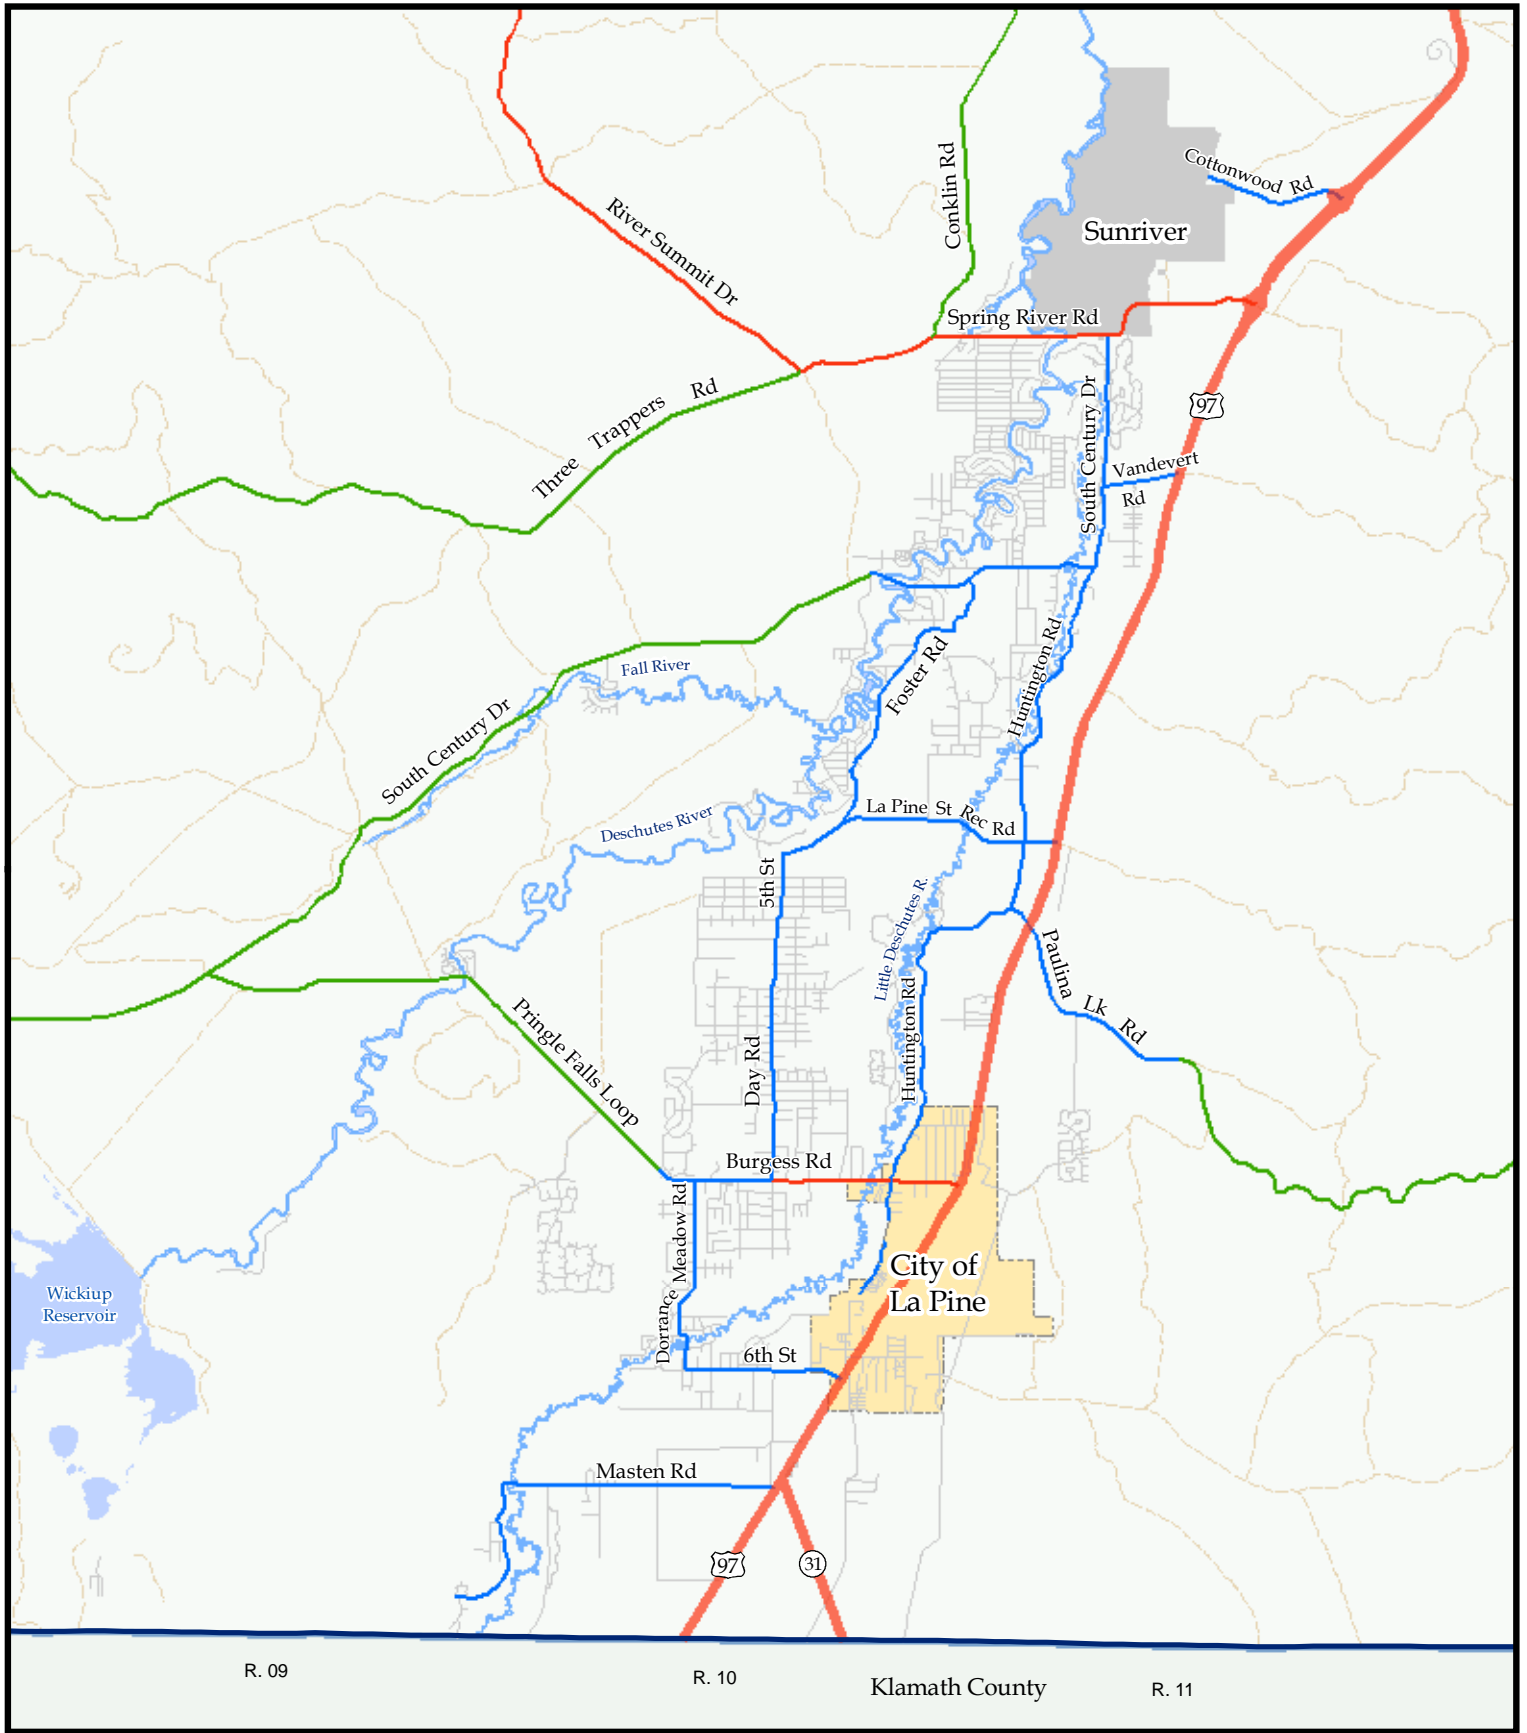 Cottonwood Rd
Conklin Rd
River Summit Dr
Sunriver
Spring River Rd
Three Trappers Rd
South Century Dr
97
Vandevert
Rd
Huntington Rd
Foster Rd
Fall River
South Century Dr
La Pine St Rec Rd
Deschutes River
5th St
Little Deschutes R.
Paulina Lk Rd
Huntington Rd
Pringle Falls Loop
Day Rd
Burgess Rd
Dorrance Meadow Rd
City of
La Pine
Wickiup
Reservoir
6th St
Masten Rd
97
31
R. 09
R. 10
Klamath County
R. 11